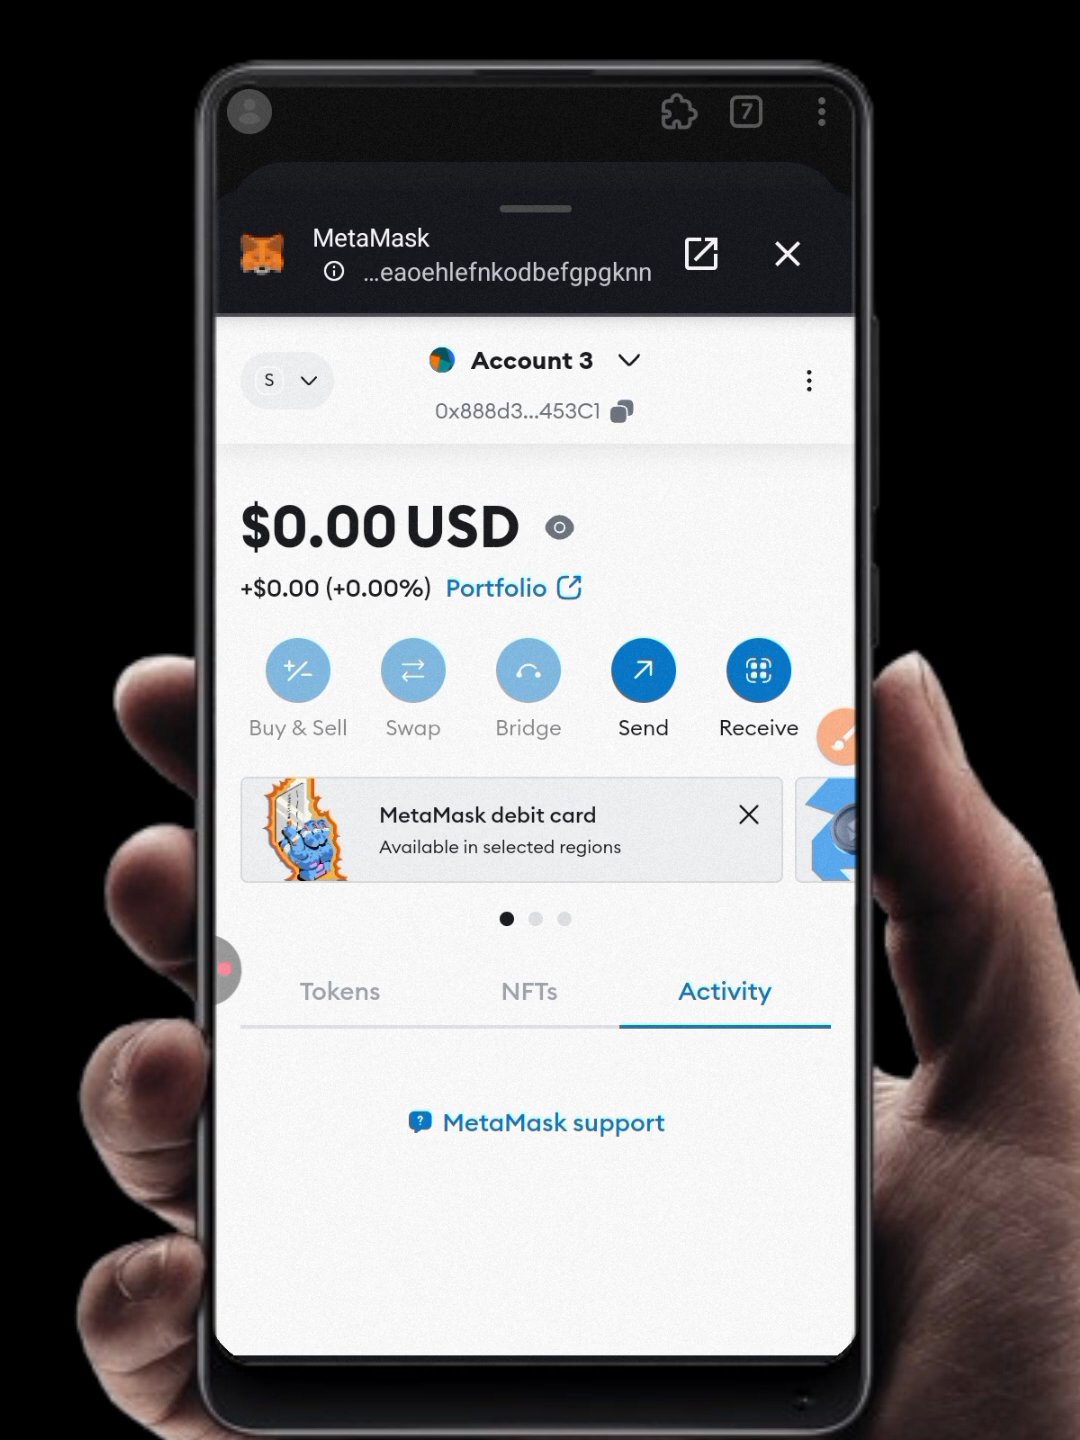 7
MetaMask
...eaoehlefnkodbefgpgknn
S
Account 3
0x888d3...453C1
$0.00 USD
+$0.00 (+0.00%) Portfolio
Buy & Sell
Swap
Bridge
Send
Receive
MetaMask debit card
Available in selected regions
Tokens
NFTs
Activity
MetaMask support